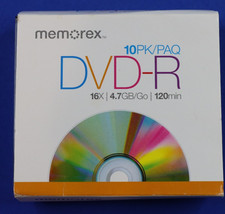 memorex
10PK/PAQ
DVD-R
16X | 4.7GB/Go | 120min